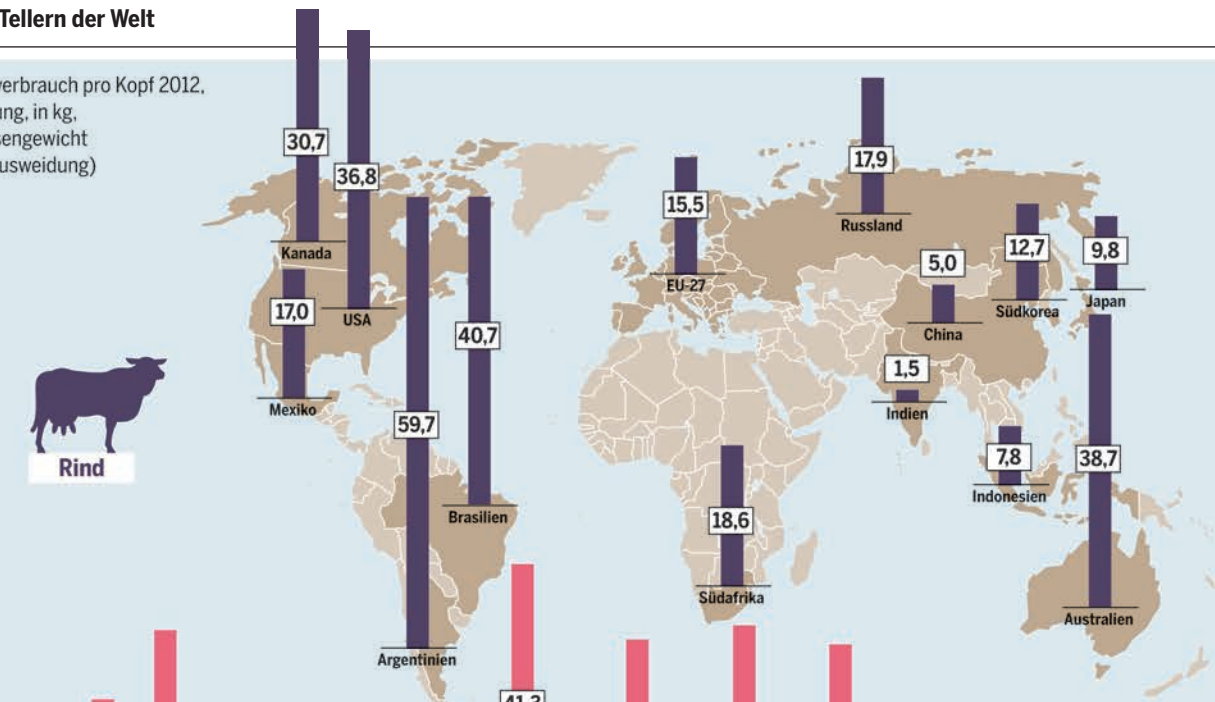 Tellern der Welt
verbrauch pro Kopf 2012,
ung, in kg,
sengewicht
usweidung)
30,7
Kanada
36,8
USA
17,0
Mexiko
59,7
Argentinien
40,7
Brasilien
15,5
EU-27
17,9
Russland
5,0
China
12,7
Südkorea
9,8
Japan
1,5
Indien
7,8
Indonesien
38,7
Australien
18,6
Südafrika
Rind
41,3